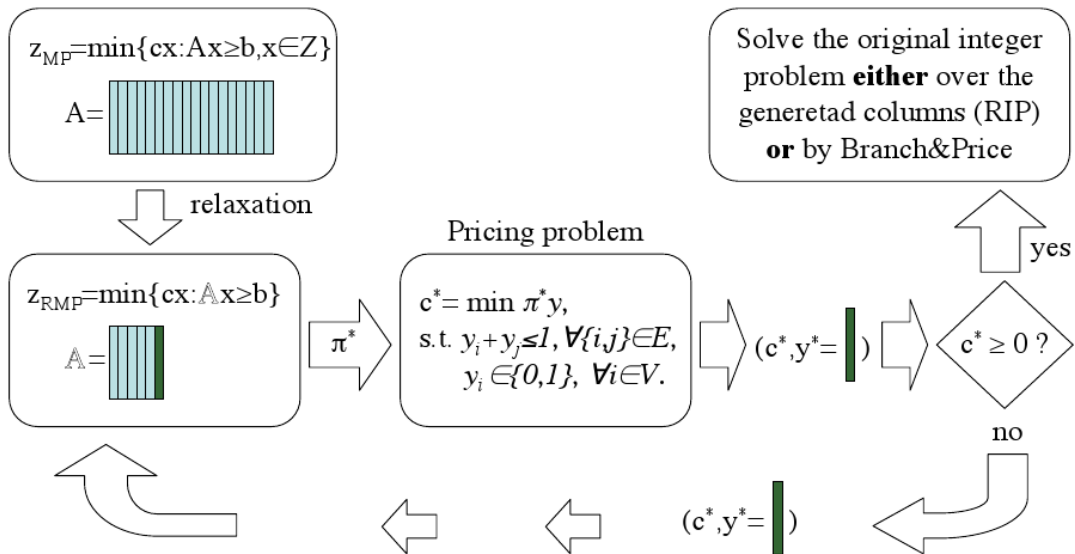 z_MP=min{cx:Ax≥b,x∈Z}
A=
relaxation
z_RMP=min{cx:𝔸x≥b}
𝔸=
π*
Pricing problem
c*= min π*y,
s.t. y_i+y_j≤1,∀{i,j}∈E,
y_i∈{0,1}, ∀i∈V.
(c*,y*= )
c* ≥ 0 ?
yes
Solve the original integer
problem either over the
generetad columns (RIP)
or by Branch&Price
no
(c*,y*= )